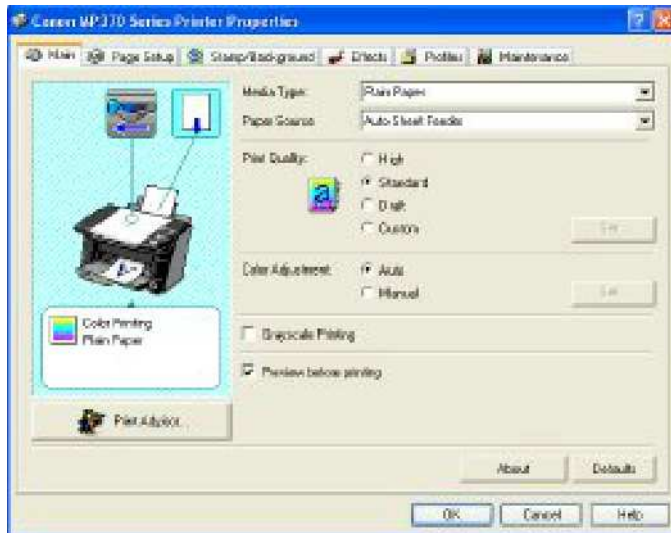 Canon MP370 Series Printer Properties
Main
Page Setup
Stamp/Background
Effects
Profiles
Maintenance
Media Type:
Plain Paper
Paper Source:
Auto Sheet Feeder
Print Quality:
High
Standard
Draft
Custom
Set...
Color Adjustment:
Auto
Manual
Set...
Grayscale Printing
Preview before printing
Color Printing
Plain Paper
Print Advisor...
About
Defaults
OK
Cancel
Help